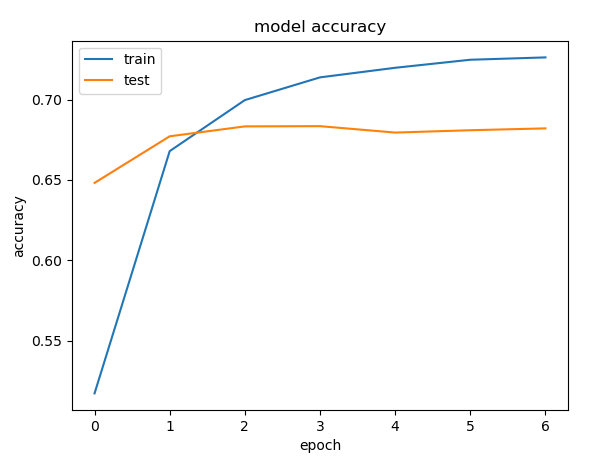 model accuracy
train
test
0.70
0.65
0.60
0.55
accuracy
0 1 2 3 4 5 6
epoch